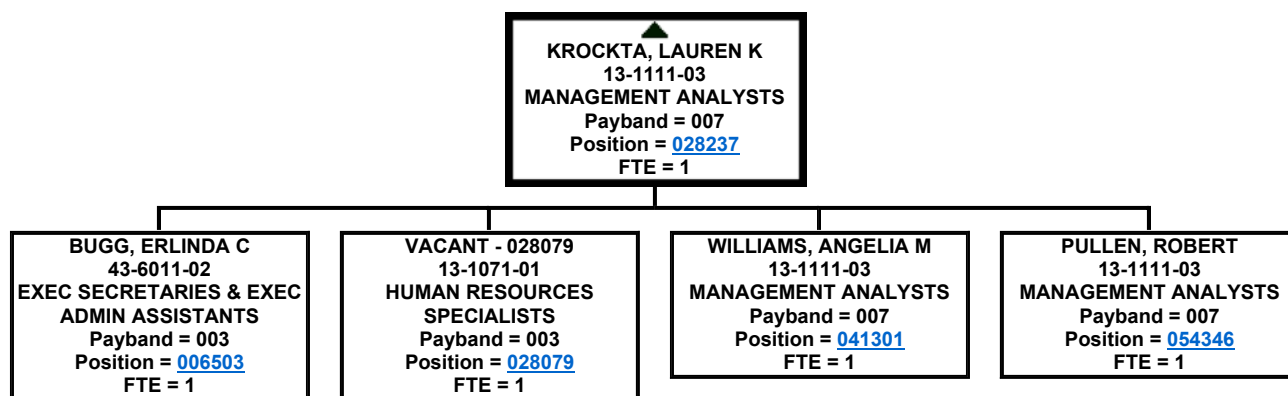 KROCKTA, LAUREN K
13-1111-03
MANAGEMENT ANALYSTS
Payband = 007
Position = 028237
FTE = 1
BUGG, ERLINDA C
43-6011-02
EXEC SECRETARIES & EXEC
ADMIN ASSISTANTS
Payband = 003
Position = 006503
FTE = 1
VACANT - 028079
13-1071-01
HUMAN RESOURCES
SPECIALISTS
Payband = 003
Position = 028079
FTE = 1
WILLIAMS, ANGELIA M
13-1111-03
MANAGEMENT ANALYSTS
Payband = 007
Position = 041301
FTE = 1
PULLEN, ROBERT
13-1111-03
MANAGEMENT ANALYSTS
Payband = 007
Position = 054346
FTE = 1